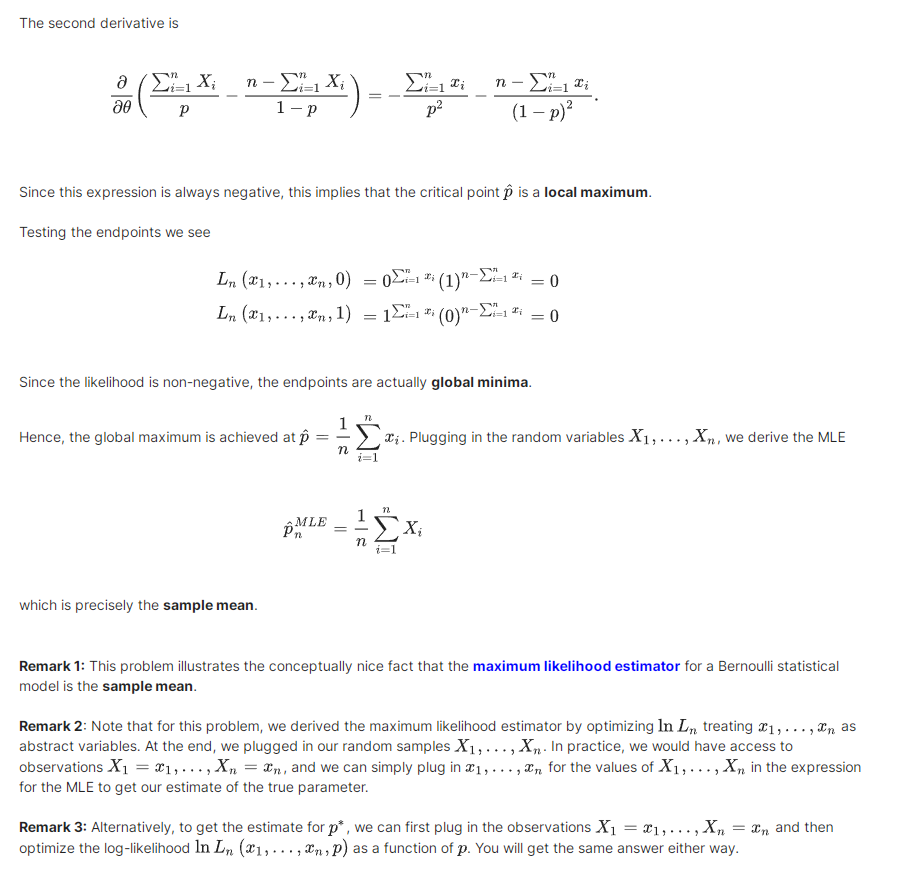 The second derivative is
$$\frac{\partial}{\partial\theta}\left(\frac{\sum_{i=1}^{n} X_i}{p} - \frac{n - \sum_{i=1}^{n} X_i}{1-p}\right) = -\frac{\sum_{i=1}^{n} x_i}{p^2} - \frac{n - \sum_{i=1}^{n} x_i}{(1-p)^2}.$$
Since this expression is always negative, this implies that the critical point $\hat{p}$ is a local maximum.
Testing the endpoints we see
$$L_n(x_1, \ldots, x_n, 0) = 0^{\sum_{i=1}^{n} x_i}(1)^{n-\sum_{i=1}^{n} x_i} = 0$$
$$L_n(x_1, \ldots, x_n, 1) = 1^{\sum_{i=1}^{n} x_i}(0)^{n-\sum_{i=1}^{n} x_i} = 0$$
Since the likelihood is non-negative, the endpoints are actually global minima.
Hence, the global maximum is achieved at $\hat{p} = \frac{1}{n}\sum_{i=1}^{n} x_i$. Plugging in the random variables $X_1, \ldots, X_n$, we derive the MLE
$$\hat{p}_n^{MLE} = \frac{1}{n}\sum_{i=1}^{n} X_i$$
which is precisely the sample mean.
Remark 1: This problem illustrates the conceptually nice fact that the maximum likelihood estimator for a Bernoulli statistical
model is the sample mean.
Remark 2: Note that for this problem, we derived the maximum likelihood estimator by optimizing $\ln L_n$ treating $x_1, \ldots, x_n$ as
abstract variables. At the end, we plugged in our random samples $X_1, \ldots, X_n$. In practice, we would have access to
observations $X_1 = x_1, \ldots, X_n = x_n$, and we can simply plug in $x_1, \ldots, x_n$ for the values of $X_1, \ldots, X_n$ in the expression
for the MLE to get our estimate of the true parameter.
Remark 3: Alternatively, to get the estimate for $p^*$, we can first plug in the observations $X_1 = x_1, \ldots, X_n = x_n$ and then
optimize the log-likelihood $\ln L_n(x_1, \ldots, x_n, p)$ as a function of $p$. You will get the same answer either way.